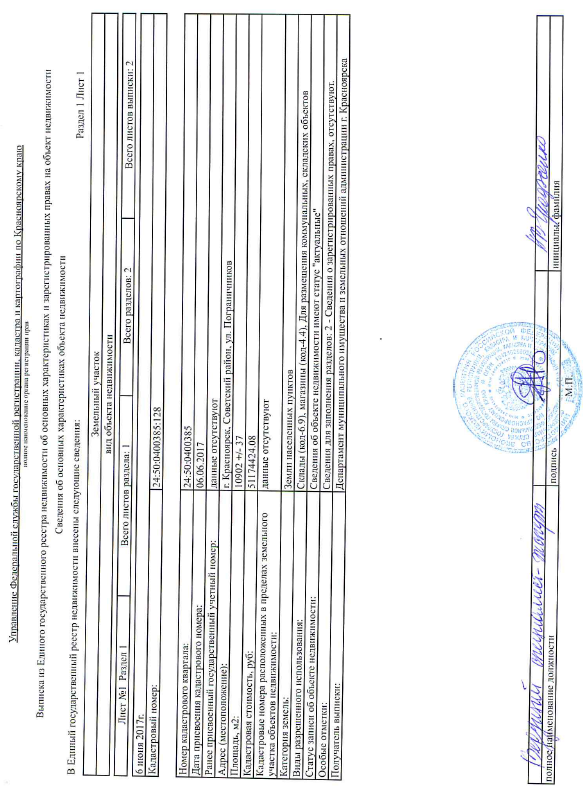 Управление Федеральной службы государственной регистрации, кадастра и картографии по Красноярскому краю
полное наименование органа регистрации прав
Выписка из Единого государственного реестра недвижимости об основных характеристиках и зарегистрированных правах на объект недвижимости
Сведения об основных характеристиках объекта недвижимости
В Единый государственный реестр недвижимости внесены следующие сведения:
Раздел 1 Лист 1
Земельный участок
вид объекта недвижимости
Лист №1 Раздел 1 Всего листов раздела: 1 Всего разделов: 2 Всего листов выписки: 2
6 июня 2017г.
Кадастровый номер: 24:50:0400385:128
Номер кадастрового квартала: 24:50:0400385
Дата присвоения кадастрового номера: 06.06.2017
Ранее присвоенный государственный учетный номер: данные отсутствуют
Адрес (местоположение): г. Красноярск, Советский район, ул. Пограничников
Площадь, м2: 10902 +/- 37
Кадастровая стоимость, руб: 51174424.08
Кадастровые номера расположенных в пределах земельного участка объектов недвижимости: данные отсутствуют
Категория земель: Земли населенных пунктов
Виды разрешенного использования: Склады (код-6.9), магазины (код-4.4), Для размещения коммунальных, складских объектов
Статус записи об объекте недвижимости: Сведения об объекте недвижимости имеют статус "актуальные"
Особые отметки: Сведения для заполнения разделов: 2 - Сведения о зарегистрированных правах, отсутствуют.
Получатель выписки: Департамент муниципального имущества и земельных отношений администрации г. Красноярска
полное наименование должности
подпись
инициалы, фамилия
М.П.